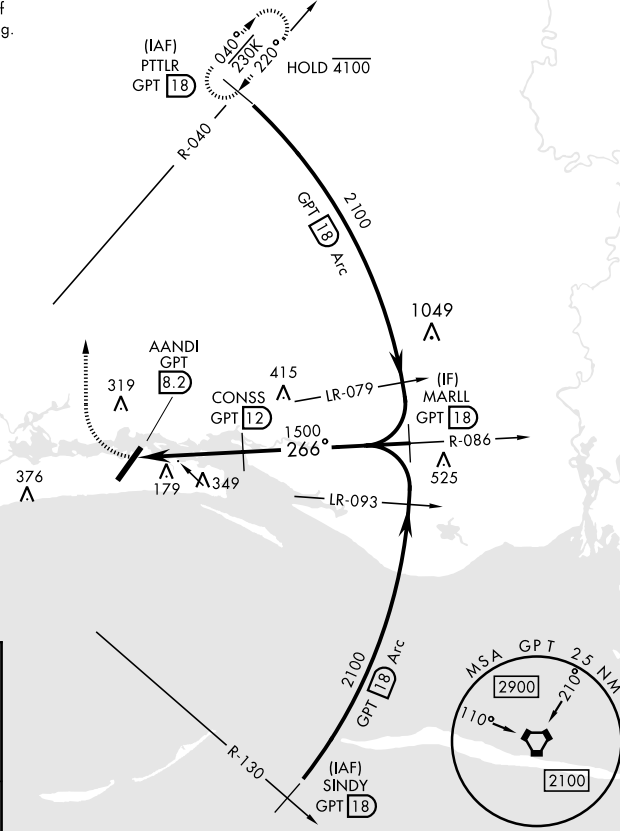 f
g.
(IAF)
PTTLR
GPT 18
040°
230K
220°
HOLD 4100
R-040
2100
GPT 18 Arc
1049
AANDI
GPT
8.2
319
415
LR-079
(IF)
MARLL
GPT 18
CONSS
GPT 12
1500
266°
R-086
525
376
179
349
LR-093
2100
GPT 18 Arc
R-130
(IAF)
SINDY
GPT 18
MSA GPT 25 NM
2900
210°
110°
2100